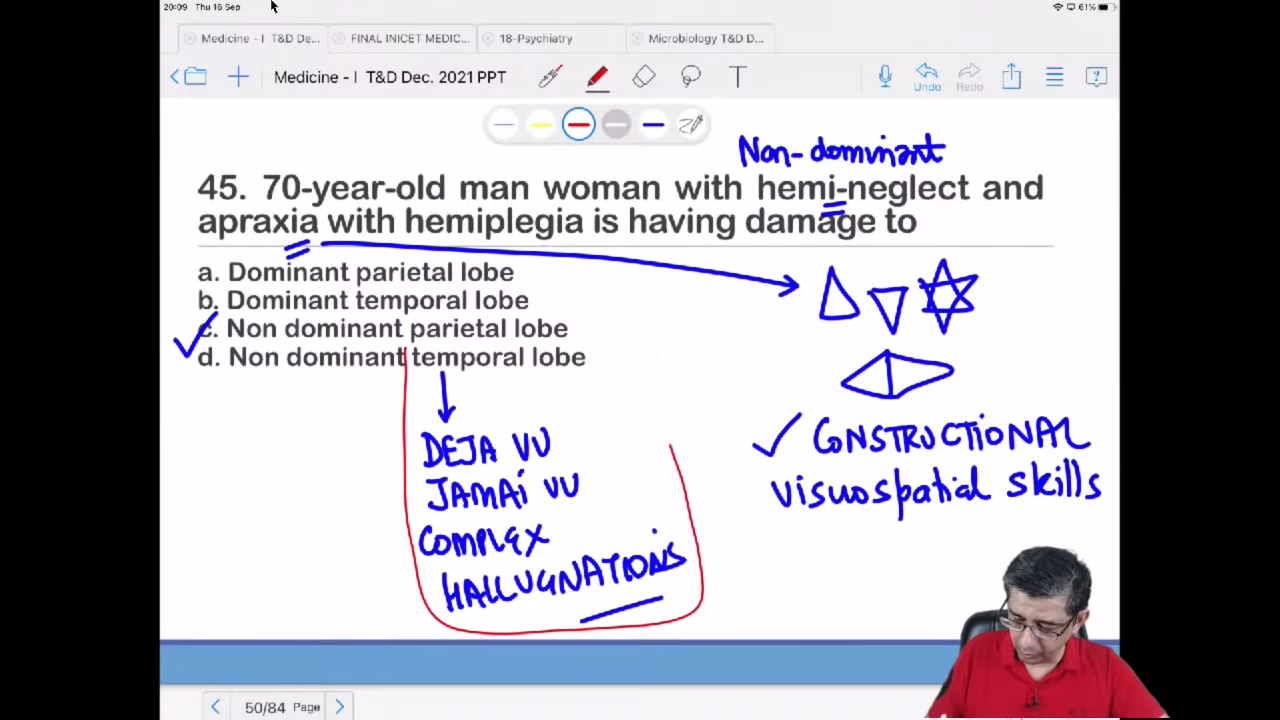 20:09 Thu 16 Sep
61%
Medicine - I T&D De...
FINAL INICET MEDIC...
18-Psychiatry
Microbiology T&D D...
Medicine - I T&D Dec. 2021 PPT
T
Undo
Redo
Non-dominant
45. 70-year-old man woman with hemi-neglect and
apraxia with hemiplegia is having damage to
a. Dominant parietal lobe
b. Dominant temporal lobe
c. Non dominant parietal lobe
d. Non dominant temporal lobe
DEJA VU
JAMAI VU
COMPLEX
HALLUCINATIONS
CONSTRUCTIONAL
visuospatial skills
50/84 Page